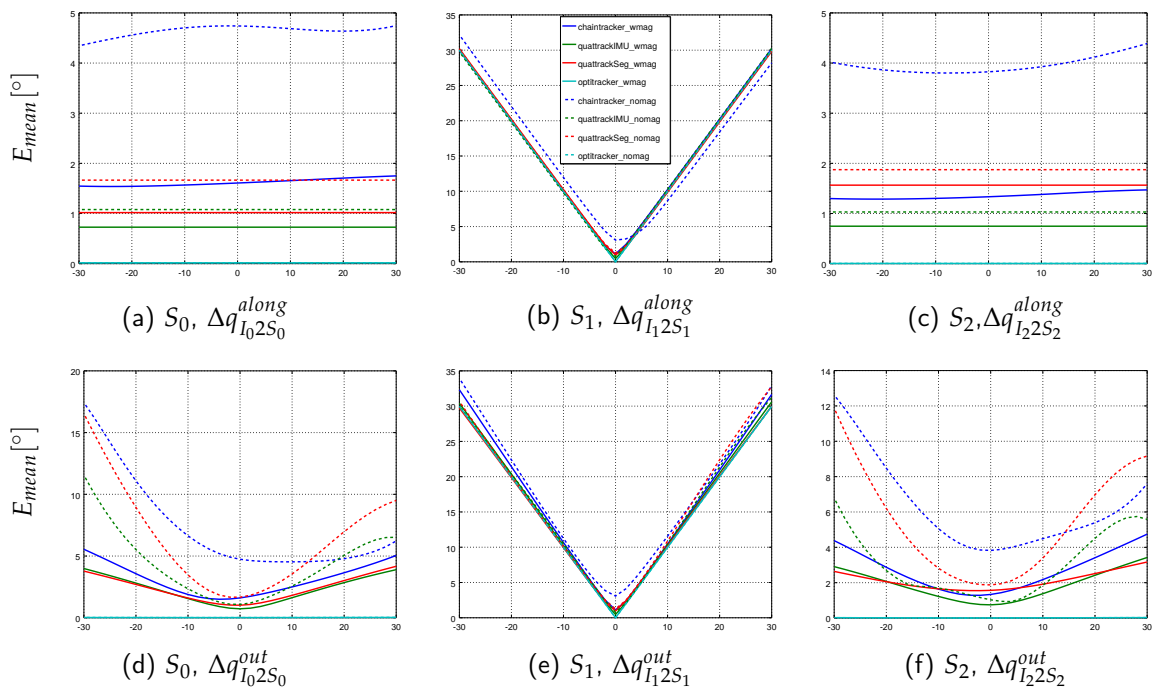 E_mean [°]
5
4
3
2
1
0
-30 -20 -10 0 10 20 30
(a) S_0, Δq^{along}_{I_0 2S_0}
35
30
25
20
15
10
5
0
-30 -20 -10 0 10 20 30
chaintracker_wmag
quattrackIMU_wmag
quattrackSeg_wmag
optitracker_wmag
chaintracker_nomag
quattrackIMU_nomag
quattrackSeg_nomag
optitracker_nomag
(b) S_1, Δq^{along}_{I_1 2S_1}
5
4
3
2
1
0
-30 -20 -10 0 10 20 30
(c) S_2,Δq^{along}_{I_2 2S_2}
E_mean [°]
20
15
10
5
0
-30 -20 -10 0 10 20 30
(d) S_0, Δq^{out}_{I_0 2S_0}
35
30
25
20
15
10
5
0
-30 -20 -10 0 10 20 30
(e) S_1, Δq^{out}_{I_1 2S_1}
14
12
10
8
6
4
2
0
-30 -20 -10 0 10 20 30
(f) S_2, Δq^{out}_{I_2 2S_2}